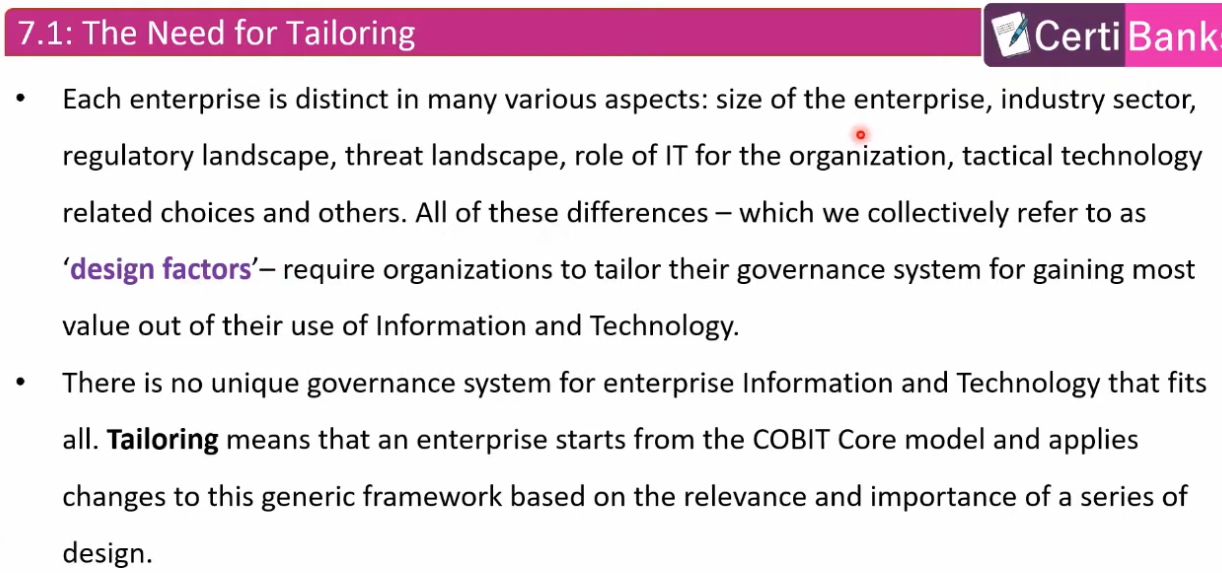 7.1: The Need for Tailoring
Certi Bank
• Each enterprise is distinct in many various aspects: size of the enterprise, industry sector,
regulatory landscape, threat landscape, role of IT for the organization, tactical technology
related choices and others. All of these differences – which we collectively refer to as
‘design factors’– require organizations to tailor their governance system for gaining most
value out of their use of Information and Technology.
• There is no unique governance system for enterprise Information and Technology that fits
all. Tailoring means that an enterprise starts from the COBIT Core model and applies
changes to this generic framework based on the relevance and importance of a series of
design.